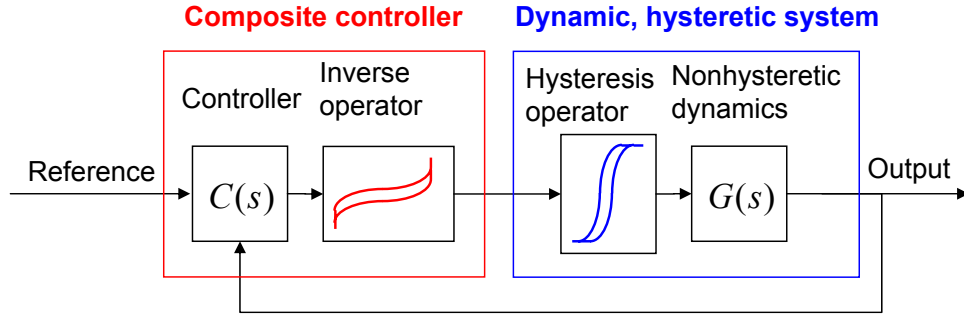 Composite controller
Dynamic, hysteretic system
Controller
Inverse
operator
Hysteresis
operator
Nonhysteretic
dynamics
Reference
C(s)
G(s)
Output